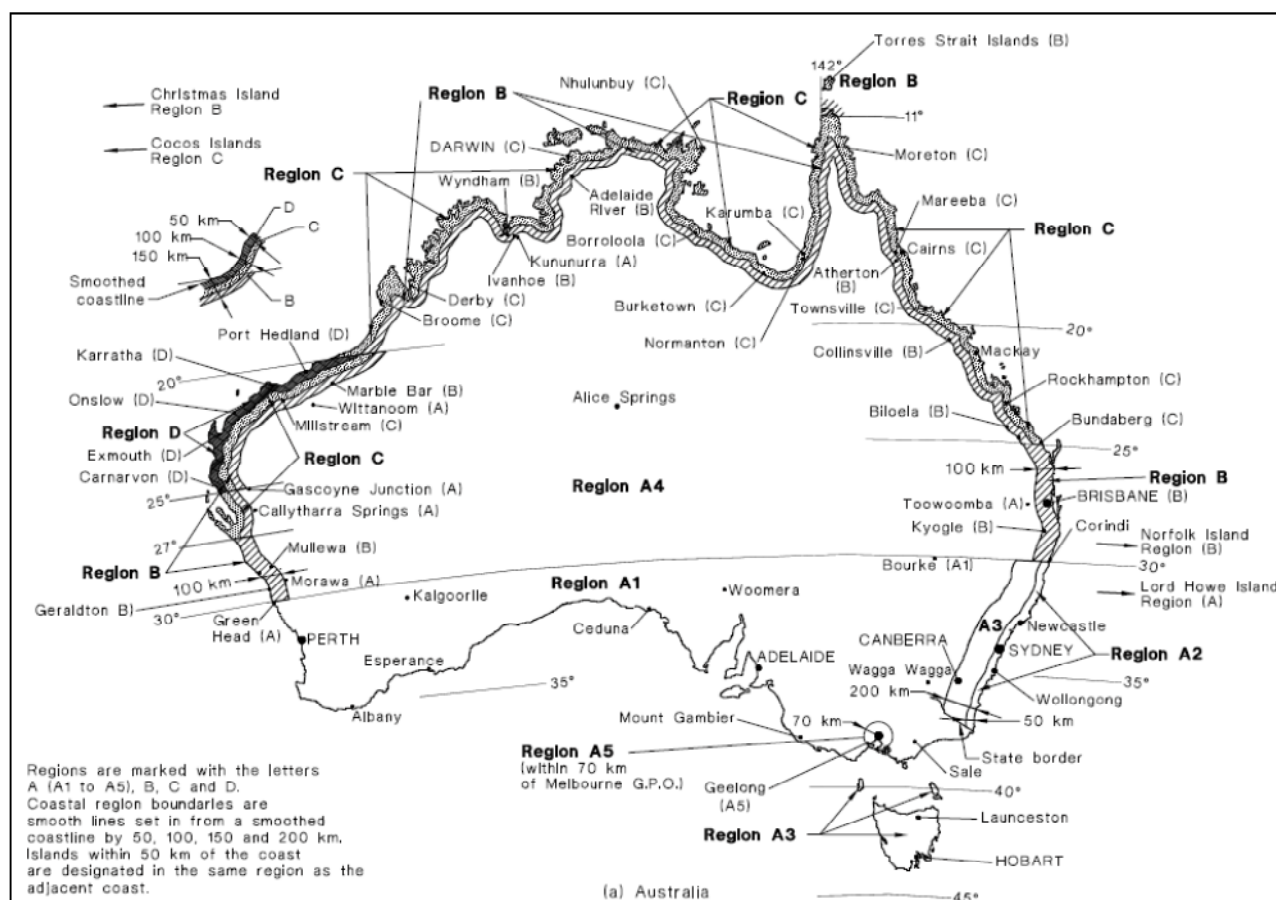 Torres Strait Islands (B)
142°
Region B
11°
Christmas Island
Region B
Cocos Islands
Region C
Nhulunbuy (C)
Region B
Region C
DARWIN (C)
Moreton (C)
Region C
Wyndham (B)
Adelaide
River (B)
Karumba (C)
Mareeba (C)
Region C
50 km
D
C
100 km
150 km
Borroloola (C)
Cairns (C)
Kununurra (A)
Ivanhoe (B)
Atherton
(B)
Smoothed
coastline
B
Derby (C)
Burketown (C)
Townsville (C)
Broome (C)
Port Hedland (D)
Normanton (C)
20°
Collinsville (B)
Mackay
Karratha (D)
20°
Marble Bar (B)
Rockhampton (C)
Onslow (D)
Wittanoom (A)
Alice Springs
Biloela (B)
Bundaberg (C)
Millstream (C)
Region D
Exmouth (D)
Region C
25°
Carnarvon (D)
100 km
Region B
Gascoyne Junction (A)
Region A4
25°
Toowoomba (A)
BRISBANE (B)
Callytharra Springs (A)
Kyogle (B)
Corindi
27°
Mullewa (B)
Norfolk Island
Region (B)
Region B
Bourke (A1)
30°
100 km
Morawa (A)
Region A1
Woomera
Lord Howe Island
Region (A)
Geraldton B)
Kalgoorlie
30°
Green
Head (A)
Ceduna
A3
Newcastle
PERTH
CANBERRA
SYDNEY
Region A2
Esperance
ADELAIDE
Wagga Wagga
35°
35°
200 km
Wollongong
Albany
Mount Gambier
70 km
50 km
Region A5
(within 70 km
of Melbourne G.P.O.)
State border
Geelong
(A5)
Sale
40°
Regions are marked with the letters
A (A1 to A5), B, C and D.
Coastal region boundaries are
smooth lines set in from a smoothed
coastline by 50, 100, 150 and 200 km.
Islands within 50 km of the coast
are designated in the same region as the
adjacent coast.
Launceston
Region A3
HOBART
(a) Australia
45°